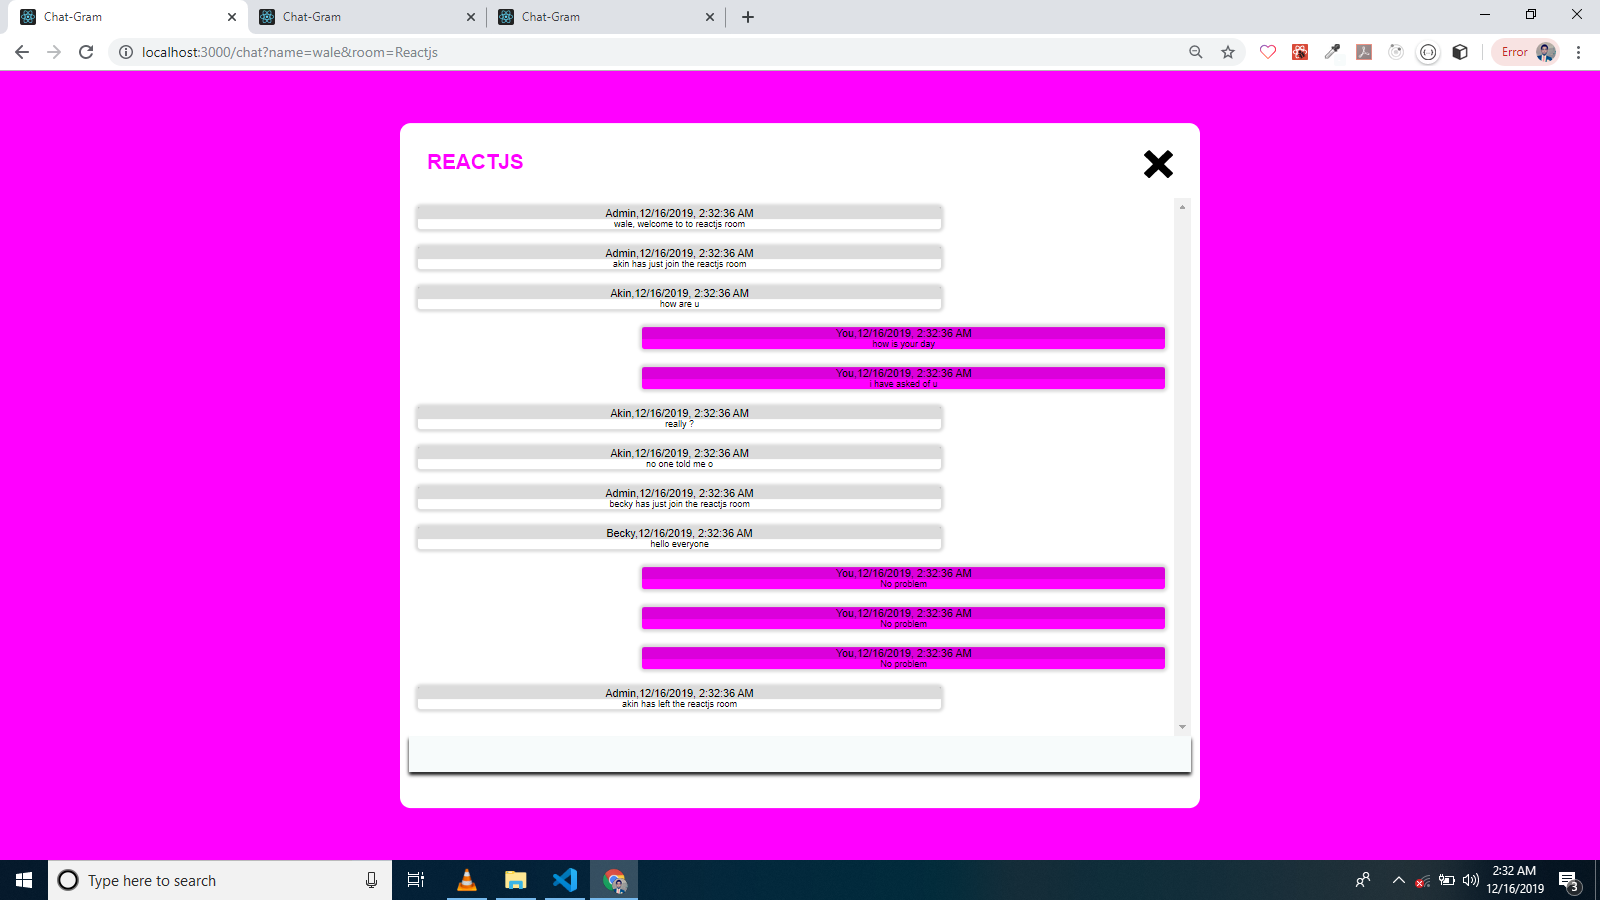 Chat-Gram
Chat-Gram
Chat-Gram
localhost:3000/chat?name=wale&room=Reactjs
Error
REACTJS
Admin,12/16/2019, 2:32:36 AM
wale, welcome to to reactjs room
Admin,12/16/2019, 2:32:36 AM
akin has just join the reactjs room
Akin,12/16/2019, 2:32:36 AM
how are u
You,12/16/2019, 2:32:36 AM
how is your day
You,12/16/2019, 2:32:36 AM
i have asked of u
Akin,12/16/2019, 2:32:36 AM
really ?
Akin,12/16/2019, 2:32:36 AM
no one told me o
Admin,12/16/2019, 2:32:36 AM
becky has just join the reactjs room
Becky,12/16/2019, 2:32:36 AM
hello everyone
You,12/16/2019, 2:32:36 AM
No problem
You,12/16/2019, 2:32:36 AM
No problem
You,12/16/2019, 2:32:36 AM
No problem
Admin,12/16/2019, 2:32:36 AM
akin has left the reactjs room
Type here to search
2:32 AM
12/16/2019
3